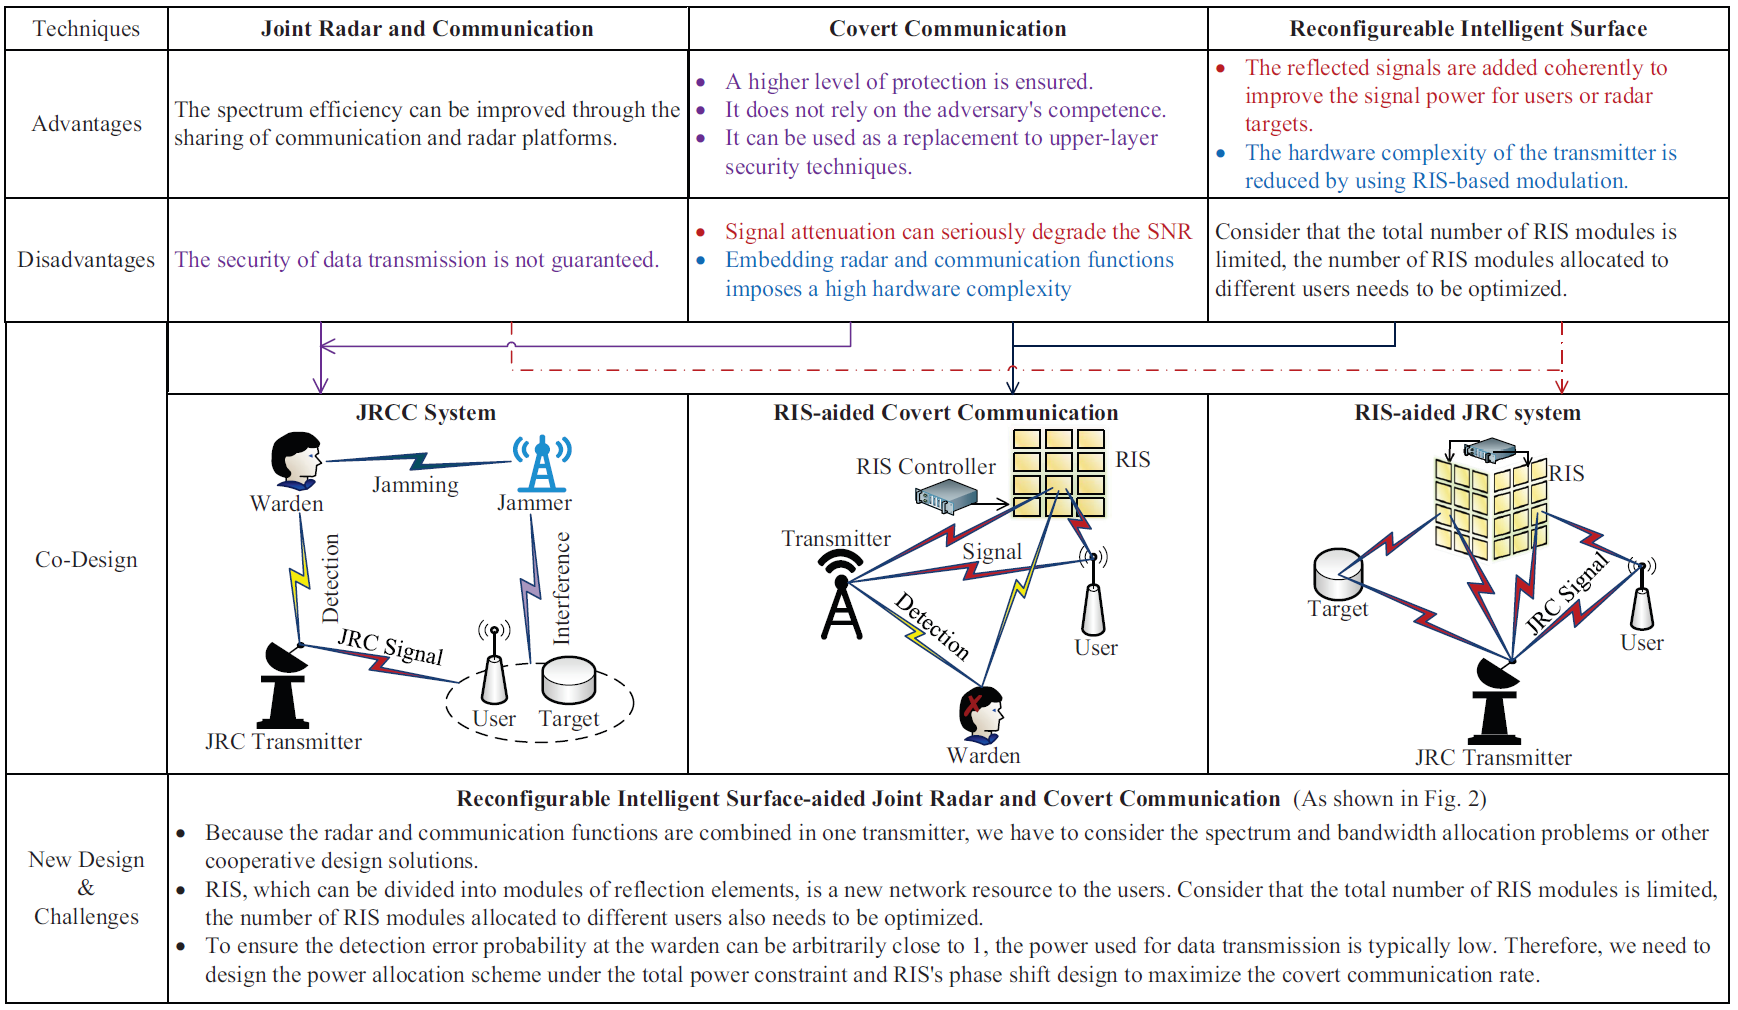 Techniques
Joint Radar and Communication
Covert Communication
Reconfigureable Intelligent Surface
Advantages
The spectrum efficiency can be improved through the
sharing of communication and radar platforms.
• A higher level of protection is ensured.
• It does not rely on the adversary's competence.
• It can be used as a replacement to upper-layer
security techniques.
• The reflected signals are added coherently to
improve the signal power for users or radar
targets.
• The hardware complexity of the transmitter is
reduced by using RIS-based modulation.
Disadvantages
The security of data transmission is not guaranteed.
• Signal attenuation can seriously degrade the SNR
• Embedding radar and communication functions
imposes a high hardware complexity
Consider that the total number of RIS modules is
limited, the number of RIS modules allocated to
different users needs to be optimized.
Co-Design
JRCC System
Warden
Jamming
Jammer
Detection
Interference
JRC Signal
User
Target
JRC Transmitter
RIS-aided Covert Communication
RIS Controller
RIS
Transmitter
Signal
Detection
User
Warden
RIS-aided JRC system
RIS
Target
JRC Signal
User
JRC Transmitter
New Design
&
Challenges
Reconfigurable Intelligent Surface-aided Joint Radar and Covert Communication (As shown in Fig. 2)
• Because the radar and communication functions are combined in one transmitter, we have to consider the spectrum and bandwidth allocation problems or other
cooperative design solutions.
• RIS, which can be divided into modules of reflection elements, is a new network resource to the users. Consider that the total number of RIS modules is limited,
the number of RIS modules allocated to different users also needs to be optimized.
• To ensure the detection error probability at the warden can be arbitrarily close to 1, the power used for data transmission is typically low. Therefore, we need to
design the power allocation scheme under the total power constraint and RIS's phase shift design to maximize the covert communication rate.